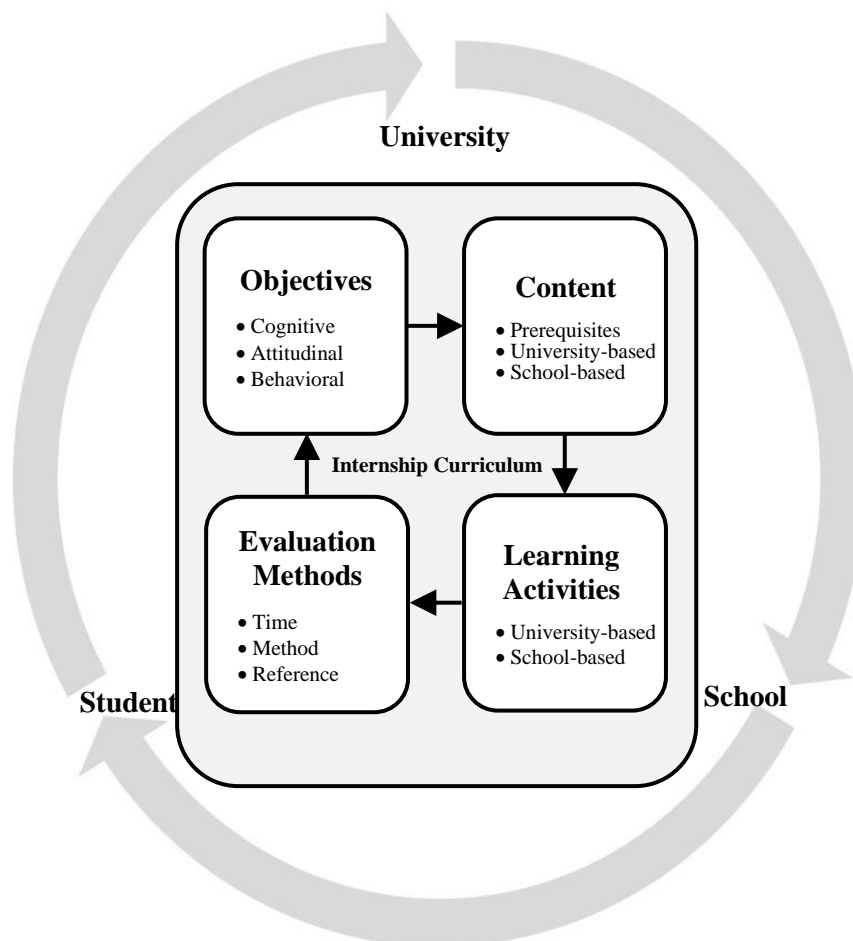 University
Objectives
• Cognitive
• Attitudinal
• Behavioral
Content
• Prerequisites
• University-based
• School-based
Internship Curriculum
Evaluation
Methods
• Time
• Method
• Reference
Learning
Activities
• University-based
• School-based
Student
School